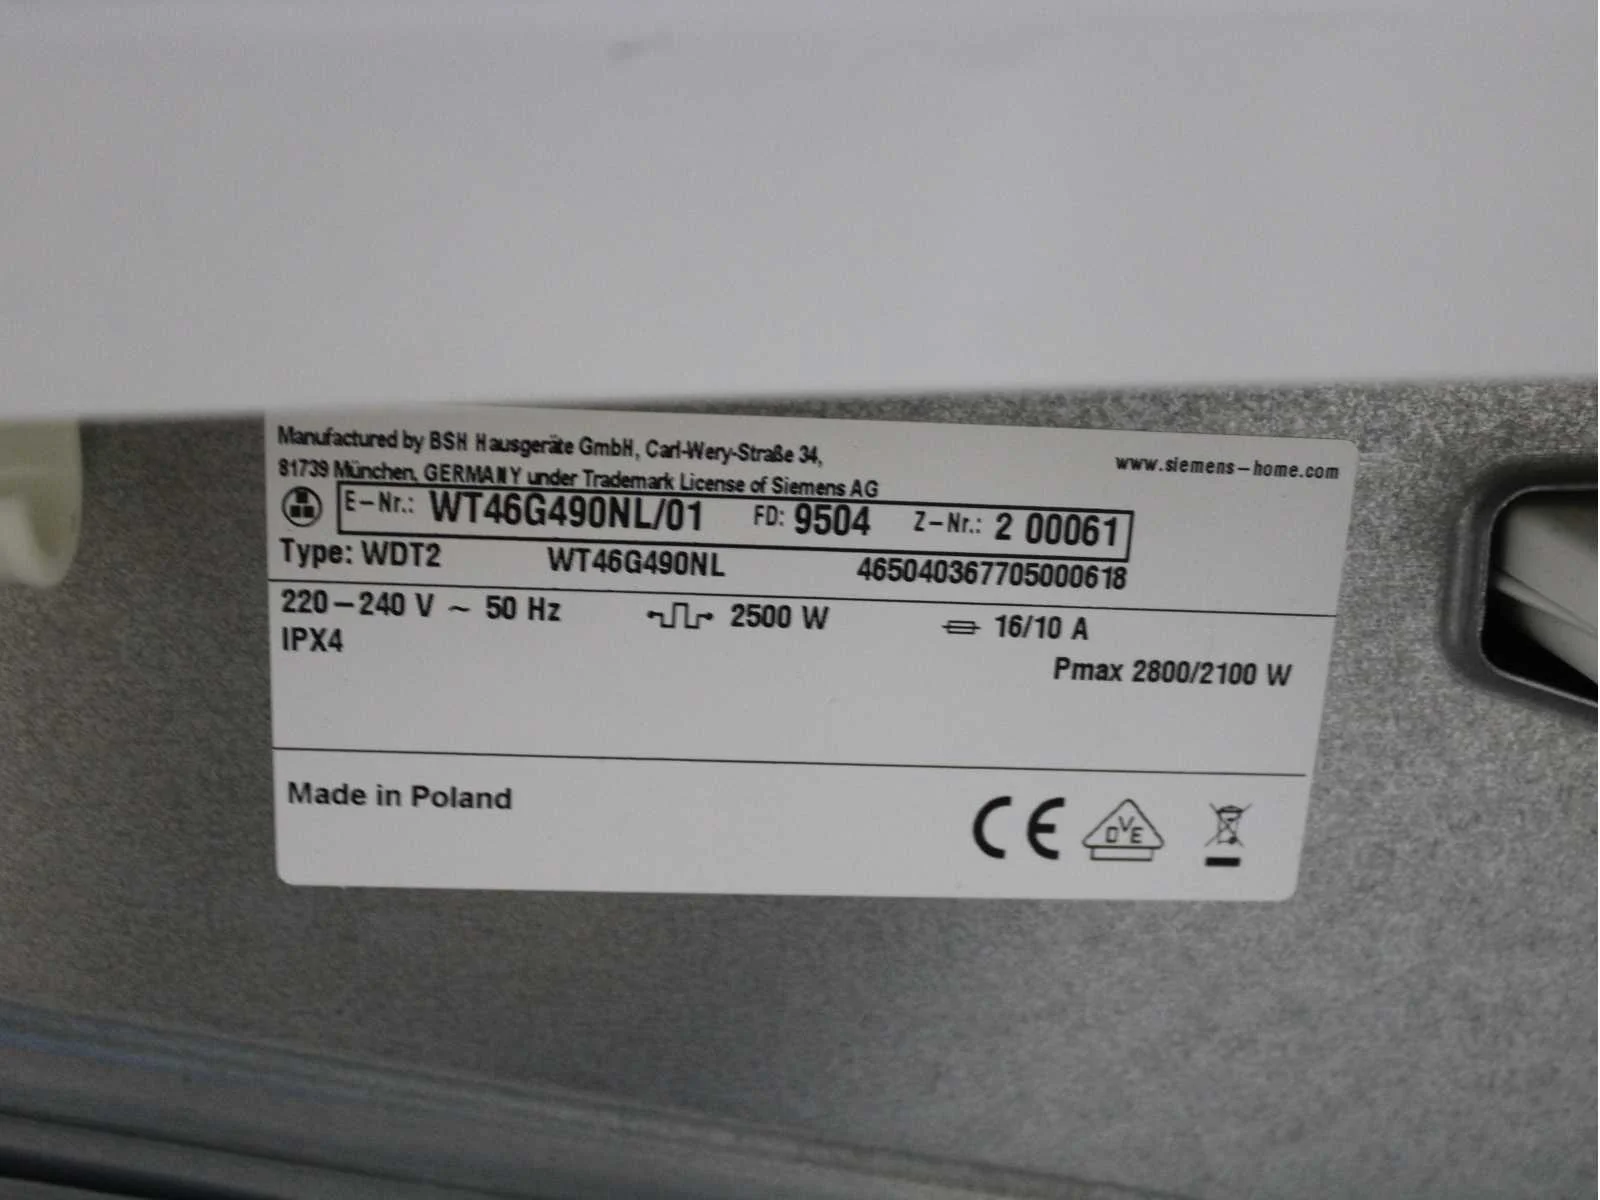 Manufactured by BSH Hausgeräte GmbH, Carl-Wery-Straße 34,
81739 München, GERMANY under Trademark License of Siemens AG
www.siemens-home.com
E-Nr.: WT46G490NL/01 FD: 9504 Z-Nr.: 2 00061
Type: WDT2 WT46G490NL 465040367705000618
220-240 V ~ 50 Hz 2500 W 16/10 A
IPX4 Pmax 2800/2100 W
Made in Poland CE DVE